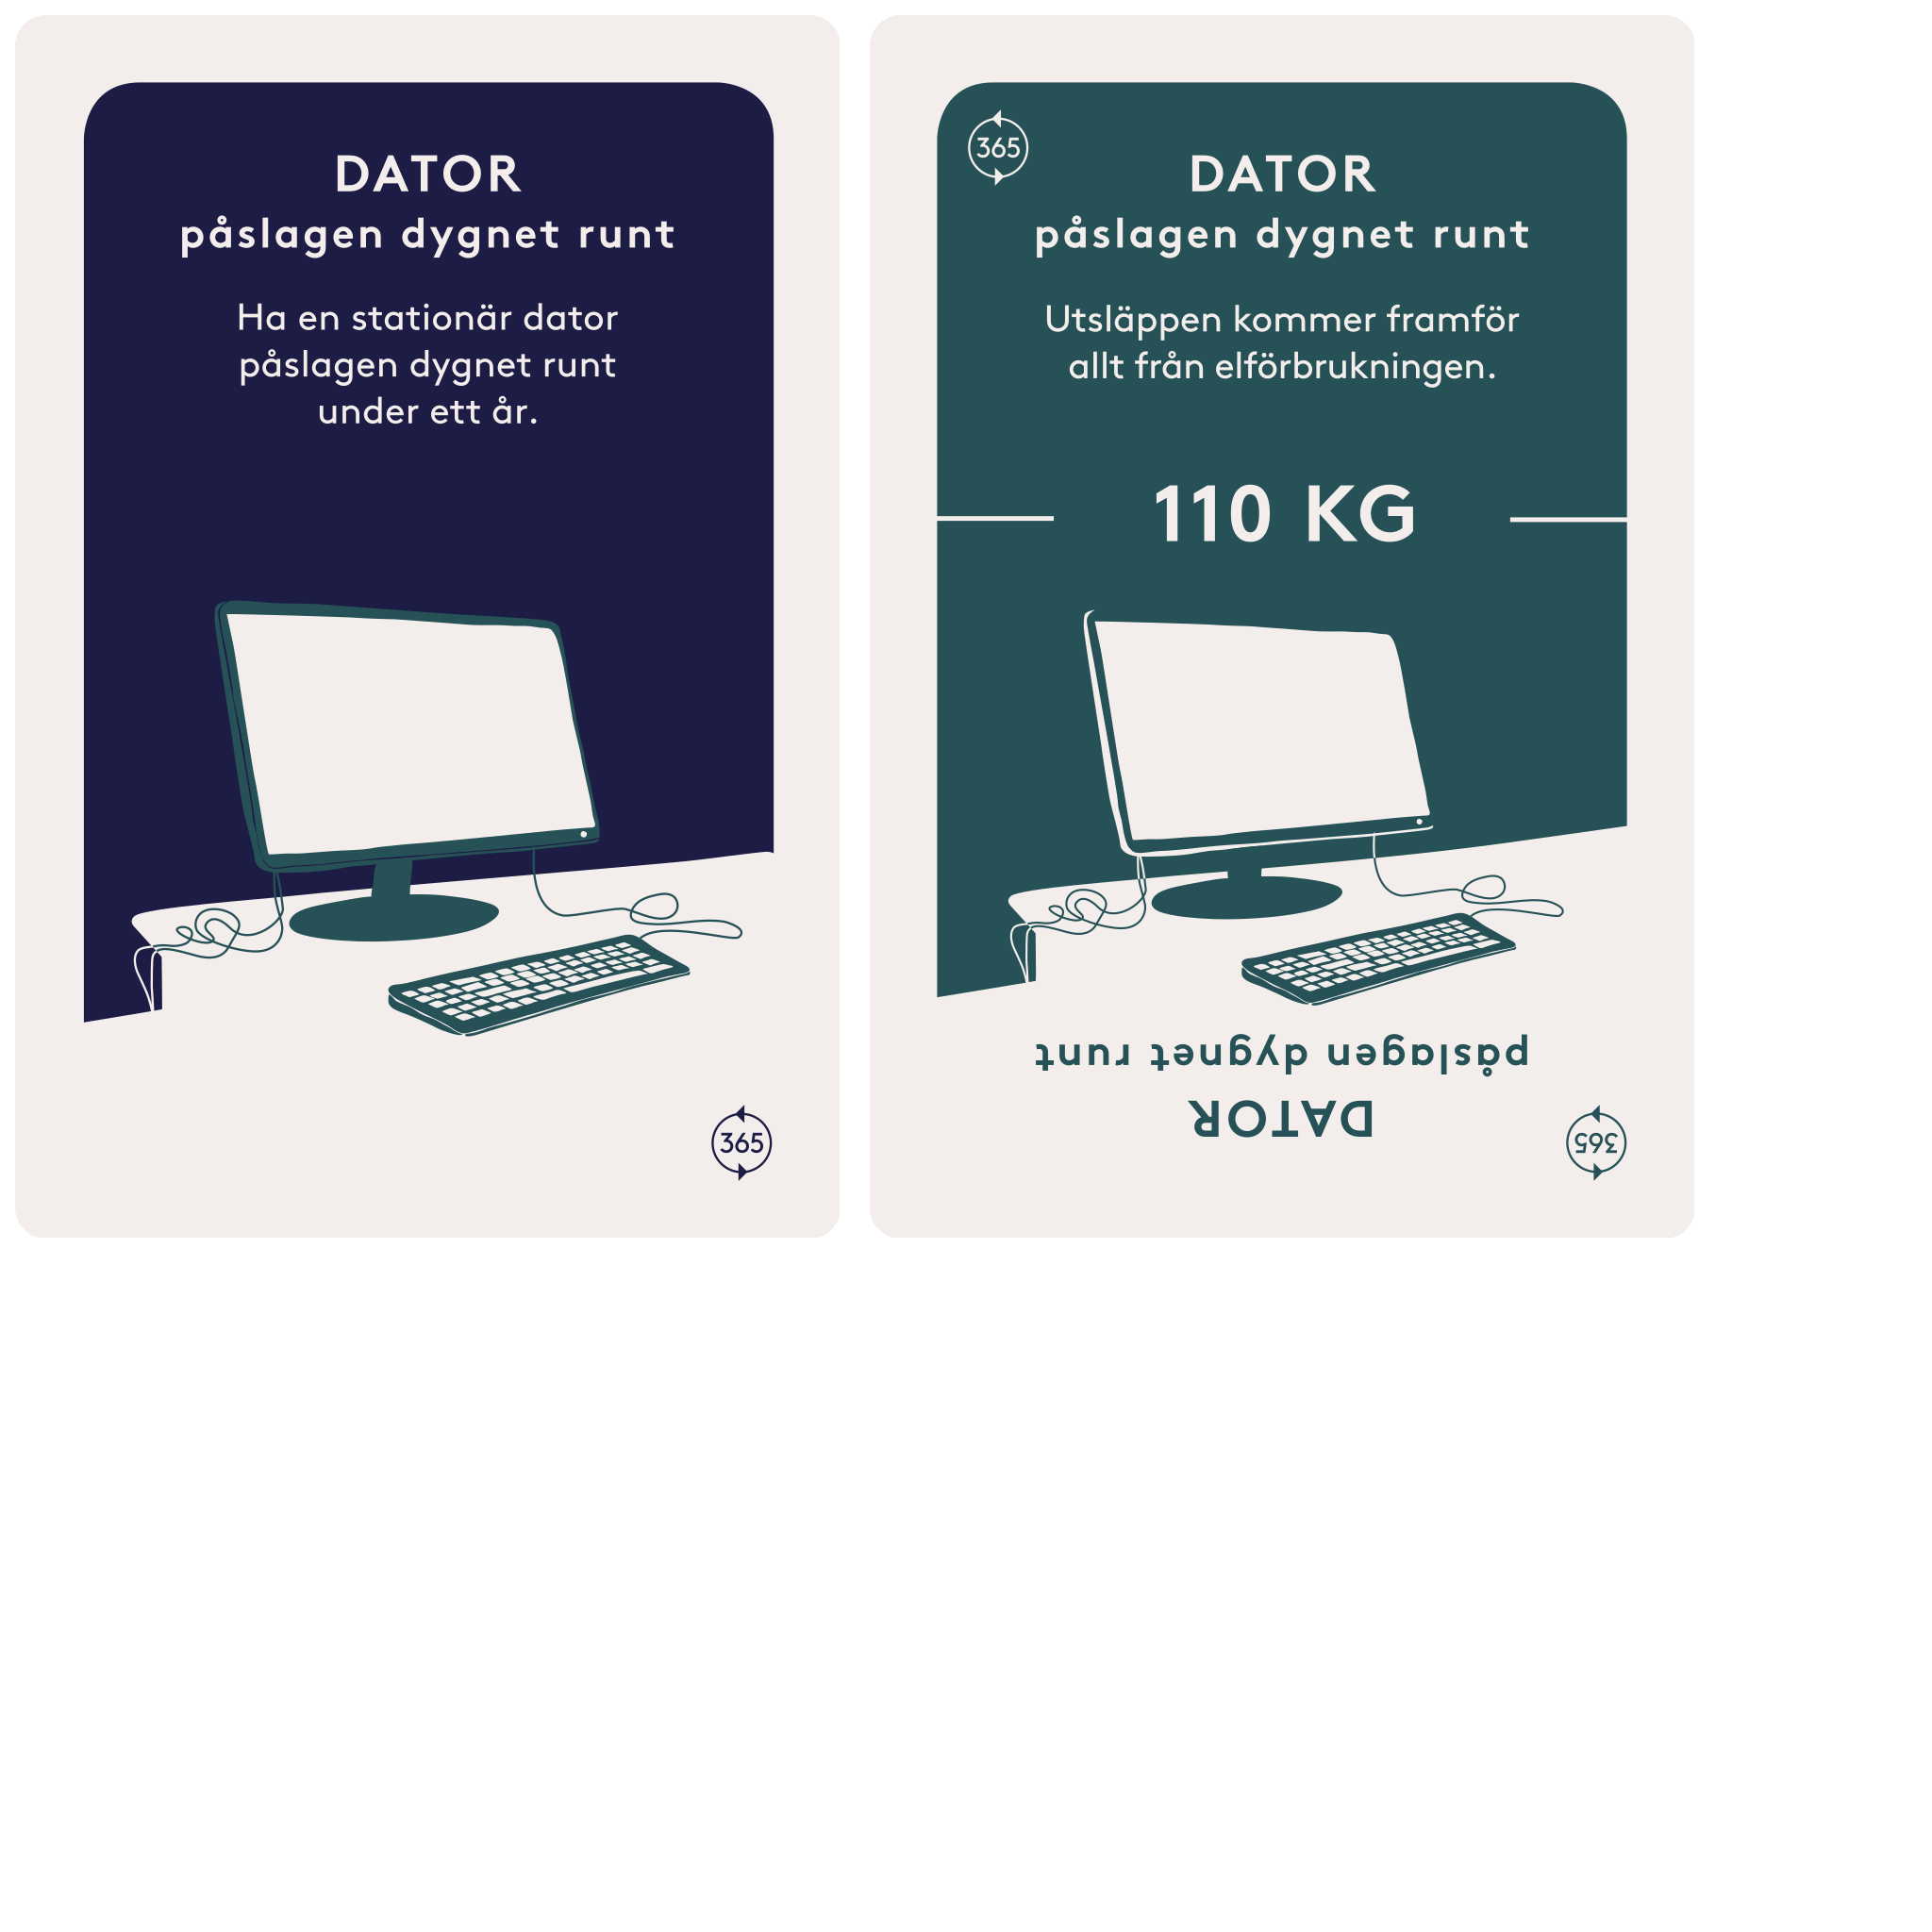 DATOR
påslagen dygnet runt
Ha en stationär dator
påslagen dygnet runt
under ett år.
365
365
DATOR
påslagen dygnet runt
Utsläppen kommer framför
allt från elförbrukningen.
110 KG
påslagen dygnet runt
DATOR
365